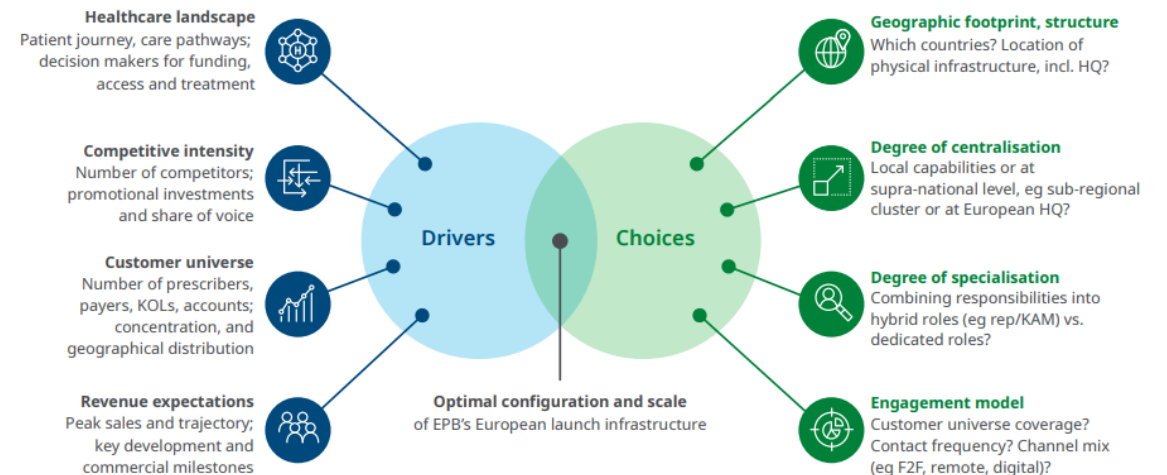 Healthcare landscape
Patient journey, care pathways;
decision makers for funding,
access and treatment
Competitive intensity
Number of competitors;
promotional investments
and share of voice
Customer universe
Number of prescribers,
payers, KOLs, accounts;
concentration, and
geographical distribution
Revenue expectations
Peak sales and trajectory;
key development and
commercial milestones
H
Drivers
Choices
Optimal configuration and scale
of EPB's European launch infrastructure
Geographic footprint, structure
Which countries? Location of
physical infrastructure, incl. HQ?
Degree of centralisation
Local capabilities or at
supra-national level, eg sub-regional
cluster or at European HQ?
Degree of specialisation
Combining responsibilities into
hybrid roles (eg rep/KAM) vs.
dedicated roles?
Engagement model
Customer universe coverage?
Contact frequency? Channel mix
(eg F2F, remote, digital)?